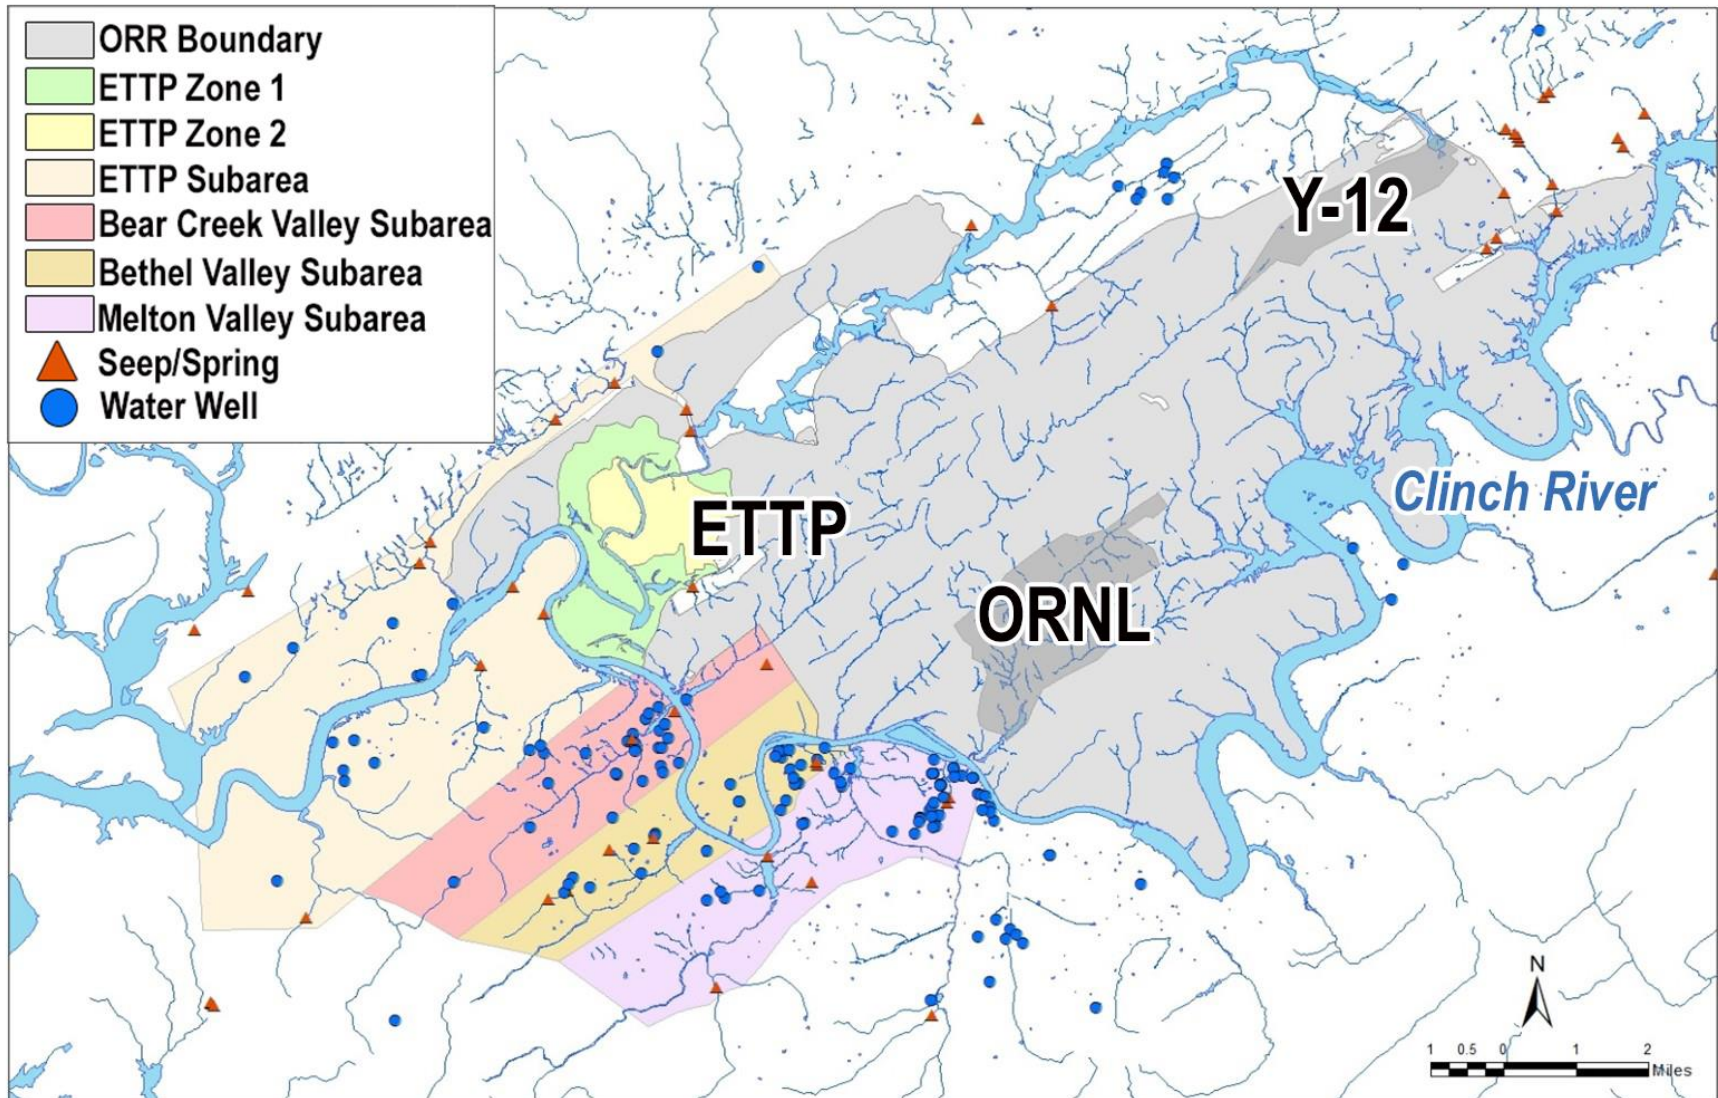 ORR Boundary
ETTP Zone 1
ETTP Zone 2
ETTP Subarea
Bear Creek Valley Subarea
Bethel Valley Subarea
Melton Valley Subarea
Seep/Spring
Water Well
Y-12
Clinch River
ETTP
ORNL
N
1 0.5 0 1 2
Miles